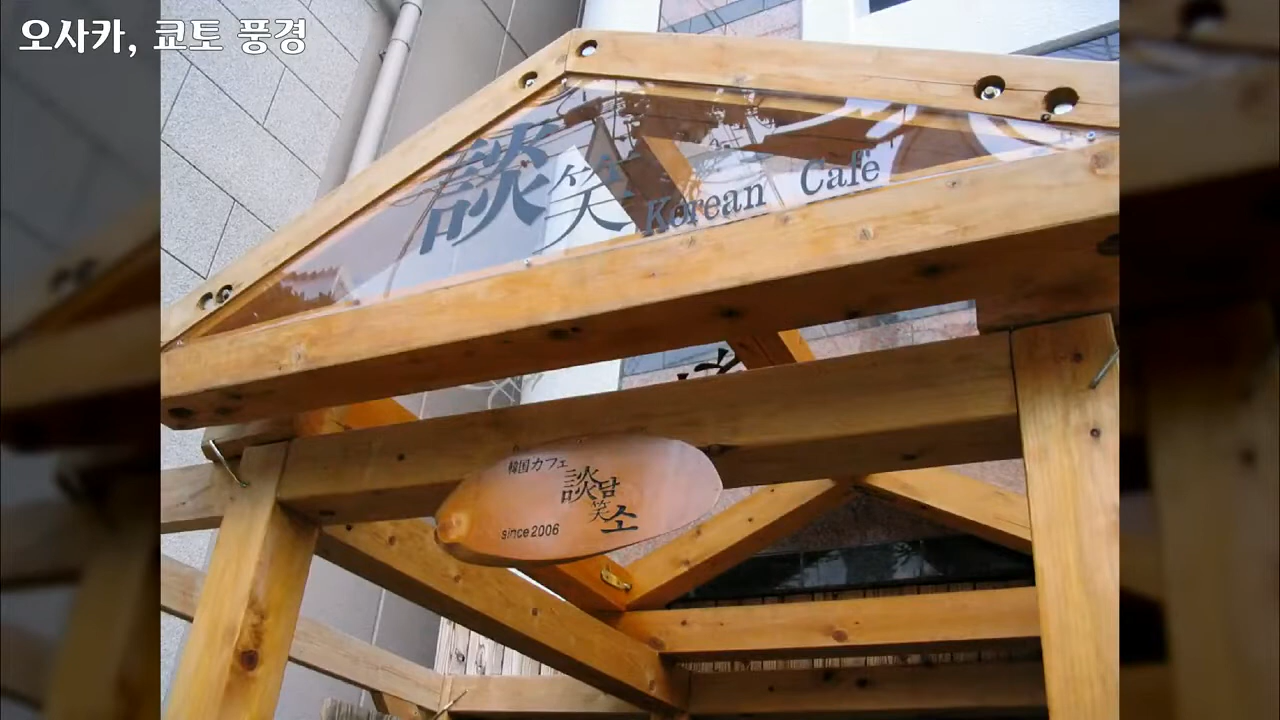 오사카, 쿄토 풍경
談笑 Korean Cafe
韓国カフェ
談담
笑소
since 2006